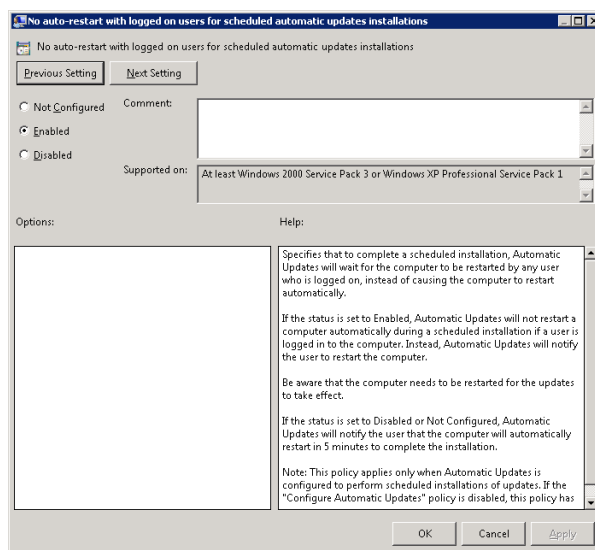 No auto-restart with logged on users for scheduled automatic updates installations
No auto-restart with logged on users for scheduled automatic updates installations
Previous Setting
Next Setting
Not Configured
Comment:
Enabled
Disabled
Supported on:
At least Windows 2000 Service Pack 3 or Windows XP Professional Service Pack 1
Options:
Help:
Specifies that to complete a scheduled installation, Automatic
Updates will wait for the computer to be restarted by any user
who is logged on, instead of causing the computer to restart
automatically.
If the status is set to Enabled, Automatic Updates will not restart a
computer automatically during a scheduled installation if a user is
logged in to the computer. Instead, Automatic Updates will notify
the user to restart the computer.
Be aware that the computer needs to be restarted for the updates
to take effect.
If the status is set to Disabled or Not Configured, Automatic
Updates will notify the user that the computer will automatically
restart in 5 minutes to complete the installation.
Note: This policy applies only when Automatic Updates is
configured to perform scheduled installations of updates. If the
"Configure Automatic Updates" policy is disabled, this policy has
OK
Cancel
Apply